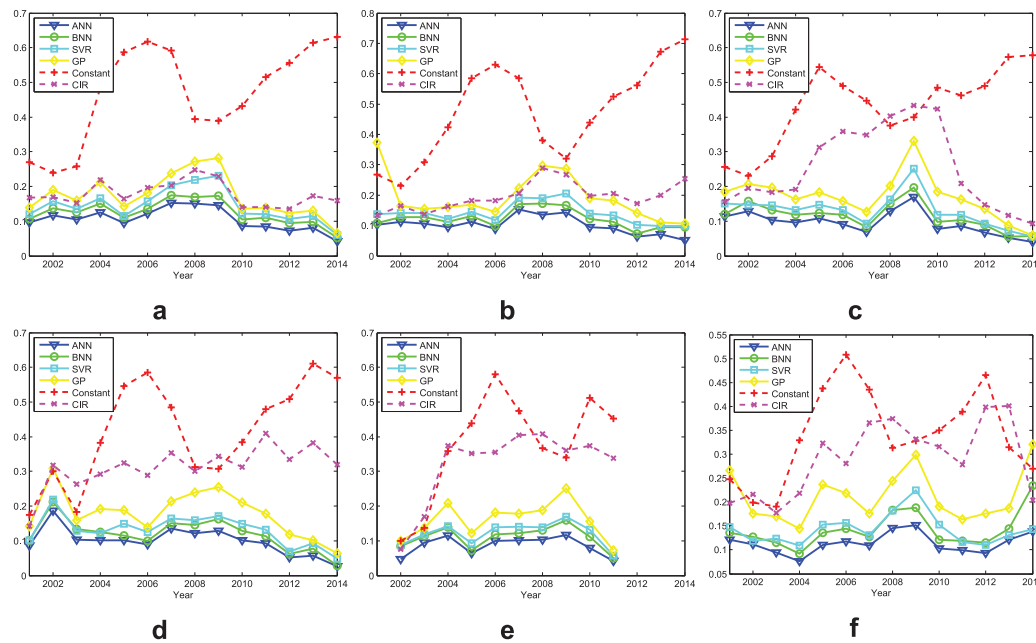 0.7
0.6
0.5
0.4
0.3
0.2
0.1
0
ANN
BNN
SVR
GP
Constant
CIR
2002 2004 2006 2008 2010 2012 2014
Year
a
0.8
0.7
0.6
0.5
0.4
0.3
0.2
0.1
0
ANN
BNN
SVR
GP
Constant
CIR
2002 2004 2006 2008 2010 2012 2014
Year
b
0.7
0.6
0.5
0.4
0.3
0.2
0.1
0
ANN
BNN
SVR
GP
Constant
CIR
2002 2004 2006 2008 2010 2012 201
Year
c
0.7
0.6
0.5
0.4
0.3
0.2
0.1
0
ANN
BNN
SVR
GP
Constant
CIR
2002 2004 2006 2008 2010 2012 2014
Year
d
0.7
0.6
0.5
0.4
0.3
0.2
0.1
0
ANN
BNN
SVR
GP
Constant
CIR
2002 2004 2006 2008 2010 2012 2014
Year
e
0.55
0.5
0.45
0.4
0.35
0.3
0.25
0.2
0.15
0.1
0.05
ANN
BNN
SVR
GP
Constant
CIR
2002 2004 2006 2008 2010 2012 201
Year
f